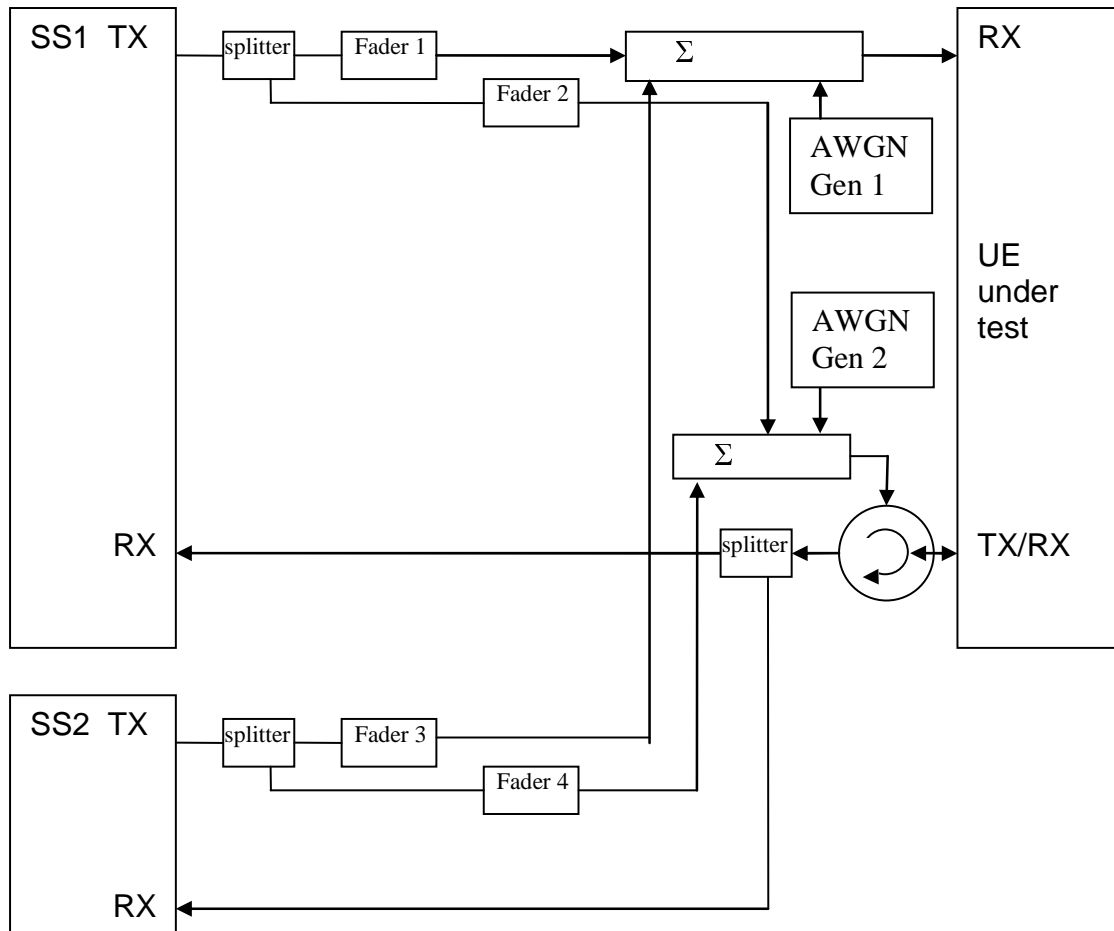 SS1 TX
splitter
Fader 1
Σ
RX
Fader 2
AWGN
Gen 1
UE
under
test
AWGN
Gen 2
Σ
RX
splitter
TX/RX
SS2 TX
splitter
Fader 3
Fader 4
RX